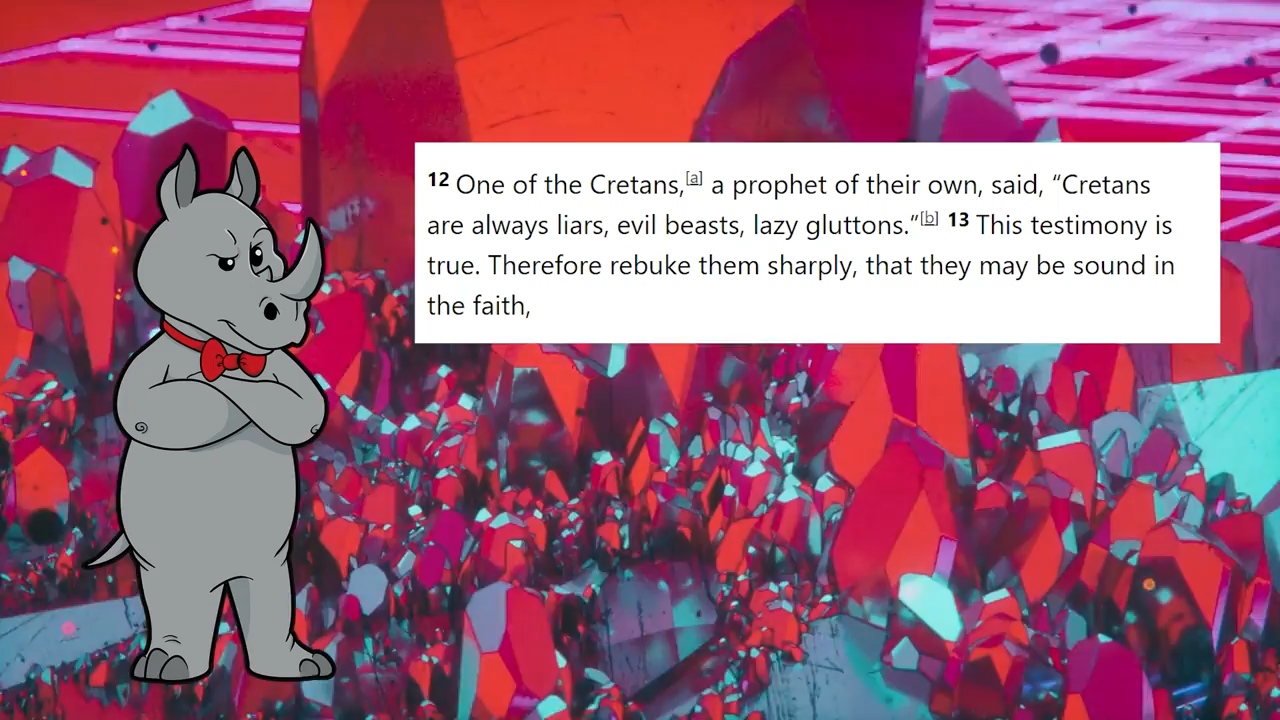 12 One of the Cretans,[a] a prophet of their own, said, “Cretans
are always liars, evil beasts, lazy gluttons.”[b] 13 This testimony is
true. Therefore rebuke them sharply, that they may be sound in
the faith,